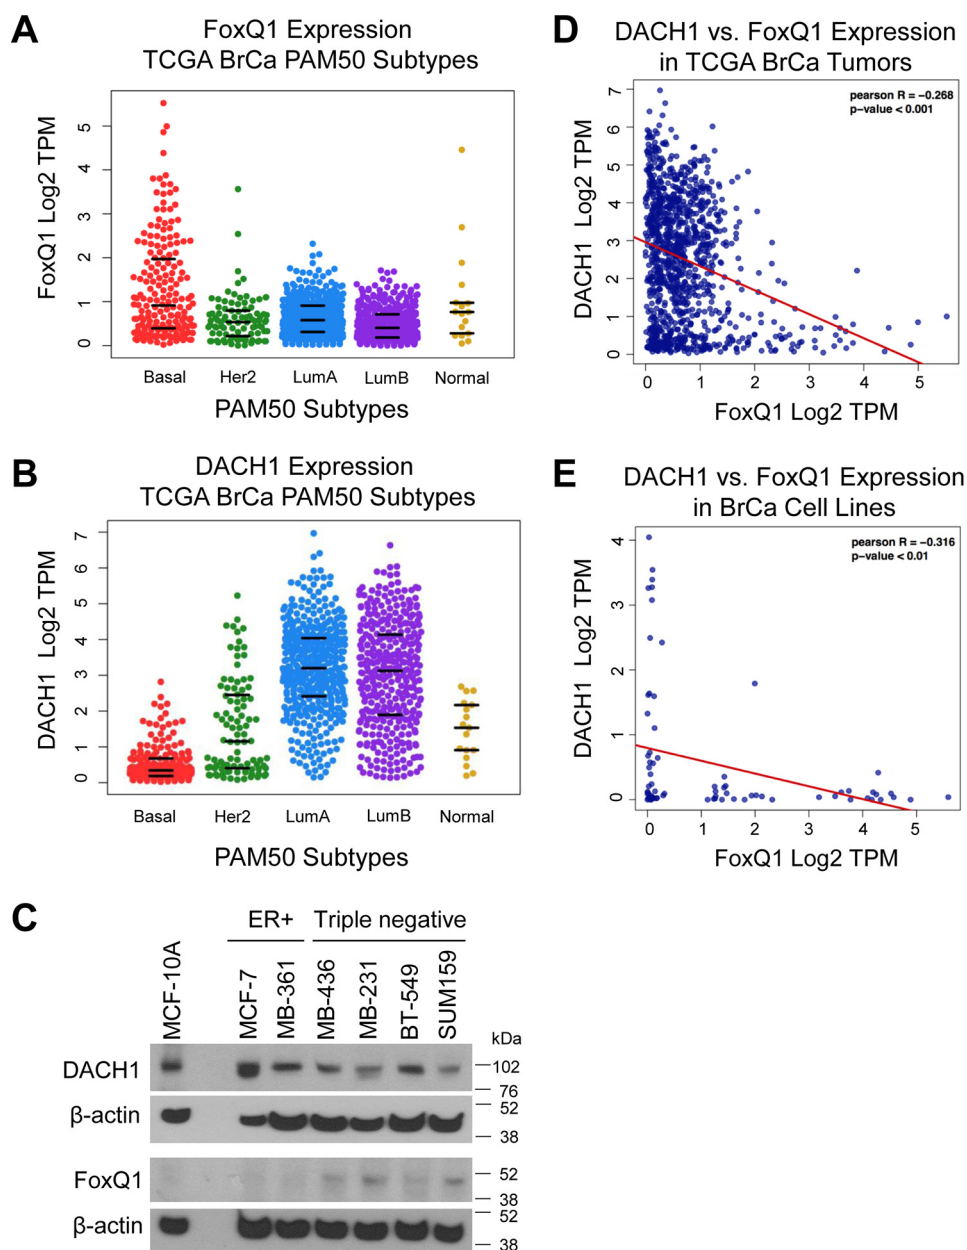 A
FoxQ1 Expression
TCGA BrCa PAM50 Subtypes
FoxQ1 Log2 TPM
5
4
3
2
1
0
Basal Her2 LumA LumB Normal
PAM50 Subtypes
B
DACH1 Expression
TCGA BrCa PAM50 Subtypes
DACH1 Log2 TPM
7
6
5
4
3
2
1
0
Basal Her2 LumA LumB Normal
PAM50 Subtypes
C
ER+ Triple negative
MCF-10A MCF-7 MB-361 MB-436 MB-231 BT-549 SUM159
kDa
DACH1
102
76
β-actin
52
38
FoxQ1
52
38
β-actin
52
38
D
DACH1 vs. FoxQ1 Expression
in TCGA BrCa Tumors
pearson R = −0.268
p−value < 0.001
DACH1 Log2 TPM
7
6
5
4
3
2
1
0
0 1 2 3 4 5
FoxQ1 Log2 TPM
E
DACH1 vs. FoxQ1 Expression
in BrCa Cell Lines
pearson R = −0.316
p−value < 0.01
DACH1 Log2 TPM
4
3
2
1
0
0 1 2 3 4 5
FoxQ1 Log2 TPM